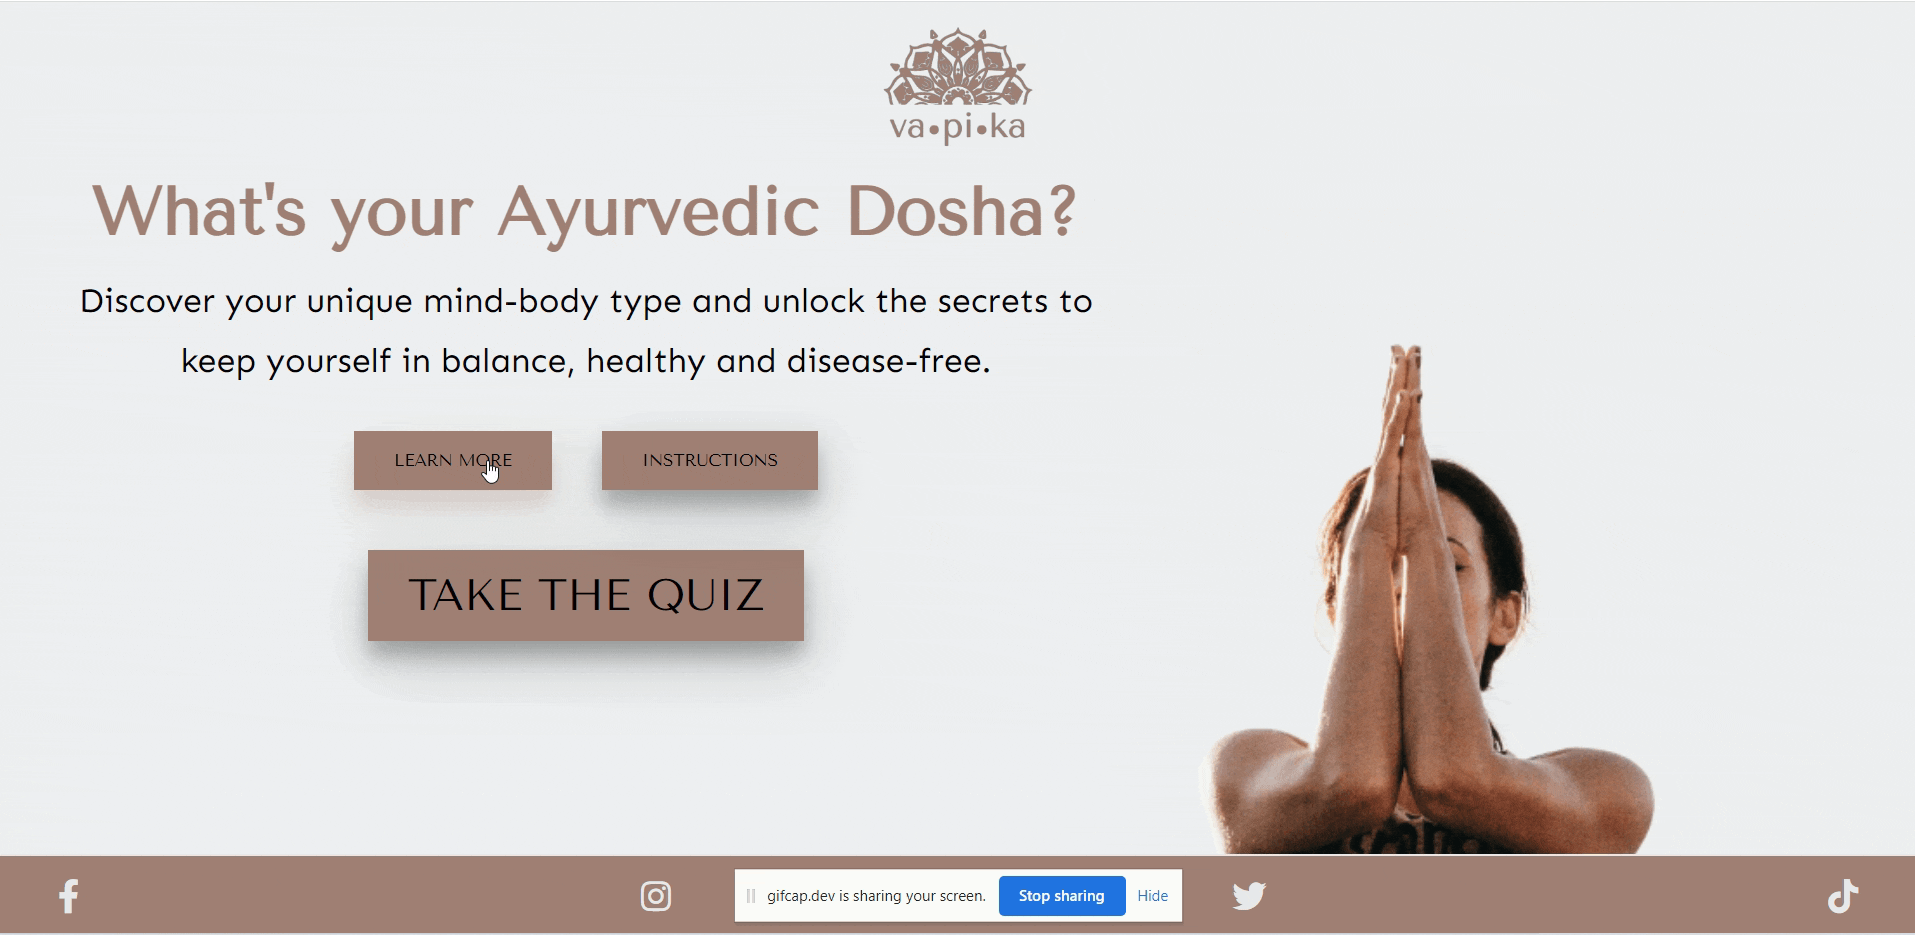 va•pi•ka
What's your Ayurvedic Dosha?
Discover your unique mind-body type and unlock the secrets to
keep yourself in balance, healthy and disease-free.
LEARN MORE
INSTRUCTIONS
TAKE THE QUIZ
gifcap.dev is sharing your screen.
Stop sharing
Hide